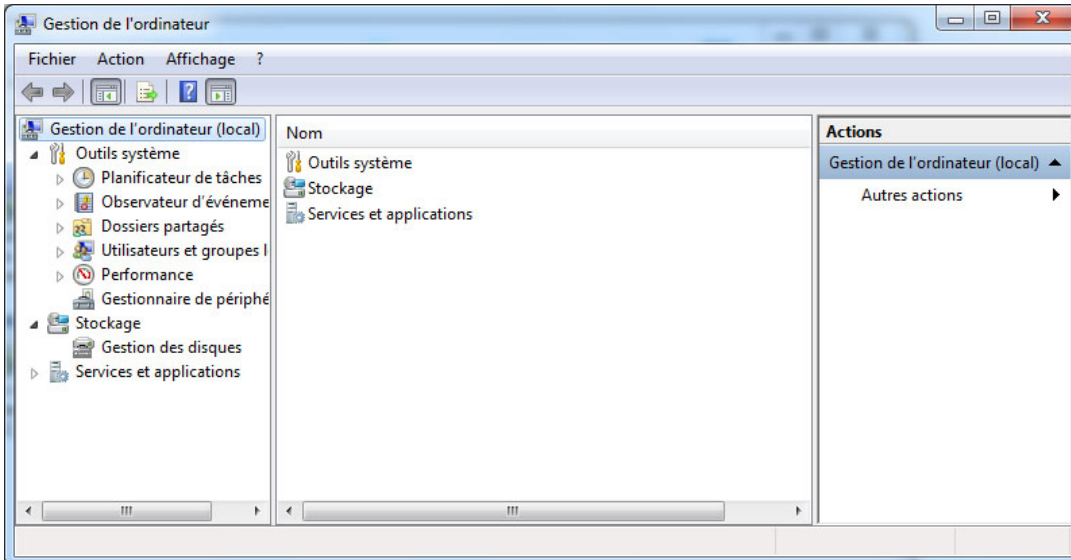 Gestion de l'ordinateur
Fichier Action Affichage ?
Gestion de l'ordinateur (local)
Outils système
Planificateur de tâches
Observateur d'événeme
Dossiers partagés
Utilisateurs et groupes l
Performance
Gestionnaire de périphé
Stockage
Gestion des disques
Services et applications
Nom
Outils système
Stockage
Services et applications
Actions
Gestion de l'ordinateur (local)
Autres actions